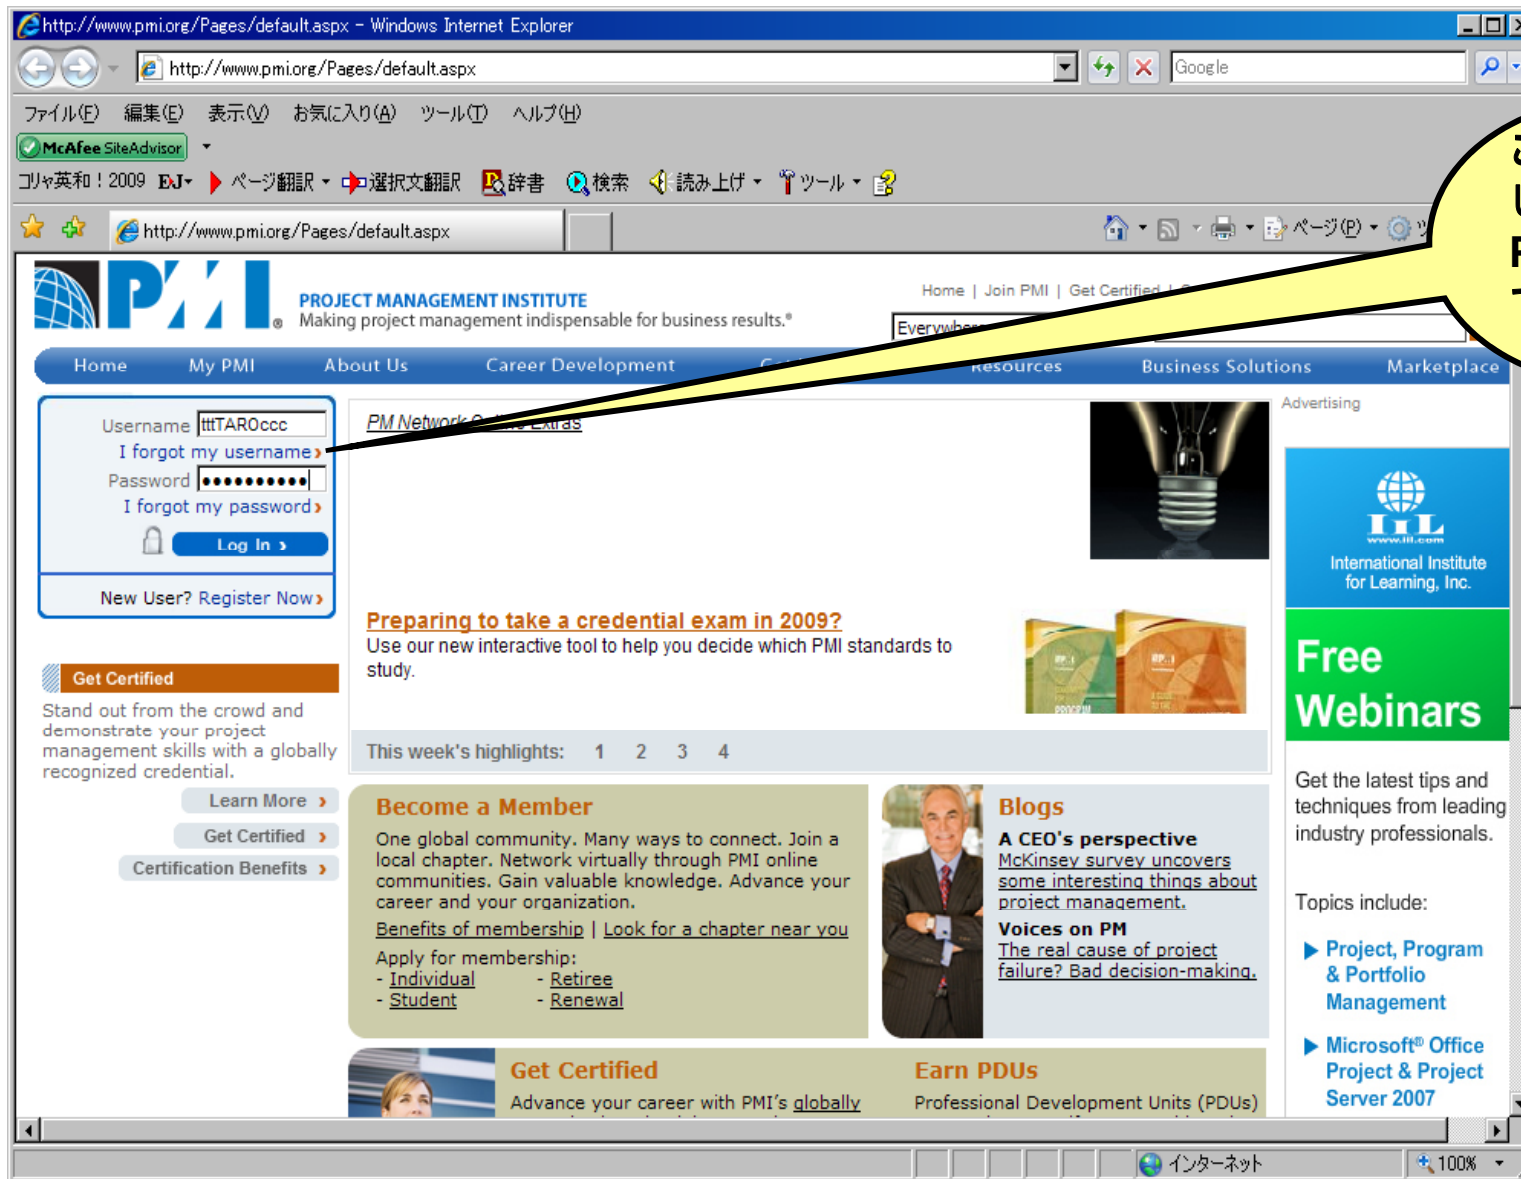 http://www.pmi.org/Pages/default.aspx - Windows Internet Explorer
http://www.pmi.org/Pages/default.aspx
Google
ファイル(F) 編集(E) 表示(V) お気に入り(A) ツール(T) ヘルプ(H)
McAfee SiteAdvisor
コリャ英和!2009 ページ翻訳 選択文翻訳 辞書 検索 読み上げ ツール
http://www.pmi.org/Pages/default.aspx
ページ(P)
PMI
PROJECT MANAGEMENT INSTITUTE
Making project management indispensable for business results.®
Home | Join PMI | Get Certified |
Everywhere
Home My PMI About Us Career Development Resources Business Solutions Marketplace
Username tttTAROccc
I forgot my username
Password ●●●●●●●●●●
I forgot my password
Log In
New User? Register Now
Get Certified
Stand out from the crowd and
demonstrate your project
management skills with a globally
recognized credential.
Learn More
Get Certified
Certification Benefits
PM Network Online Extras
Preparing to take a credential exam in 2009?
Use our new interactive tool to help you decide which PMI standards to
study.
This week's highlights: 1 2 3 4
Become a Member
One global community. Many ways to connect. Join a
local chapter. Network virtually through PMI online
communities. Gain valuable knowledge. Advance your
career and your organization.
Benefits of membership | Look for a chapter near you
Apply for membership:
- Individual - Retiree
- Student - Renewal
Blogs
A CEO's perspective
McKinsey survey uncovers
some interesting things about
project management.
Voices on PM
The real cause of project
failure? Bad decision-making.
Get Certified
Advance your career with PMI's globally
Earn PDUs
Professional Development Units (PDUs)
Advertising
IIL
www.iil.com
International Institute
for Learning, Inc.
Free
Webinars
Get the latest tips and
techniques from leading
industry professionals.
Topics include:
Project, Program
& Portfolio
Management
Microsoft® Office
Project & Project
Server 2007
インターネット
100%